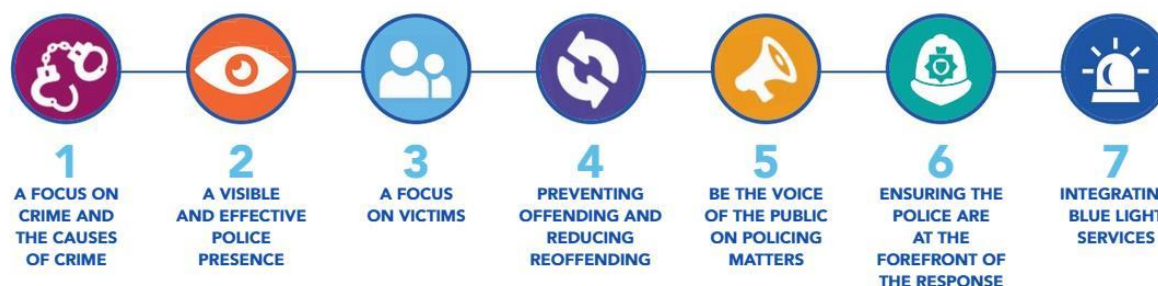 1
A FOCUS ON
CRIME AND
THE CAUSES
OF CRIME
2
A VISIBLE
AND EFFECTIVE
POLICE
PRESENCE
3
A FOCUS
ON VICTIMS
4
PREVENTING
OFFENDING AND
REDUCING
REOFFENDING
5
BE THE VOICE
OF THE PUBLIC
ON POLICING
MATTERS
6
ENSURING THE
POLICE ARE
AT THE
FOREFRONT OF
THE RESPONSE
7
BLUE
SERVICES